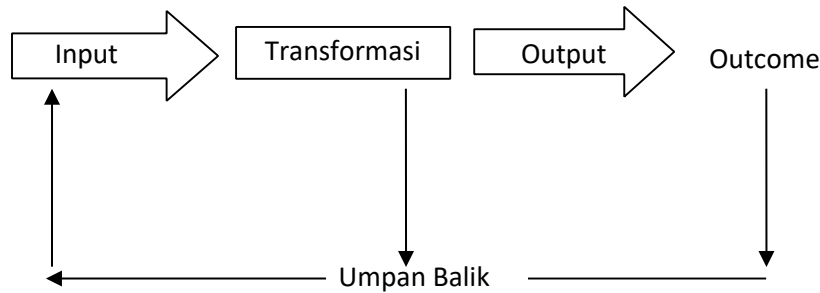 Input
Transformasi
Output
Outcome
Umpan Balik